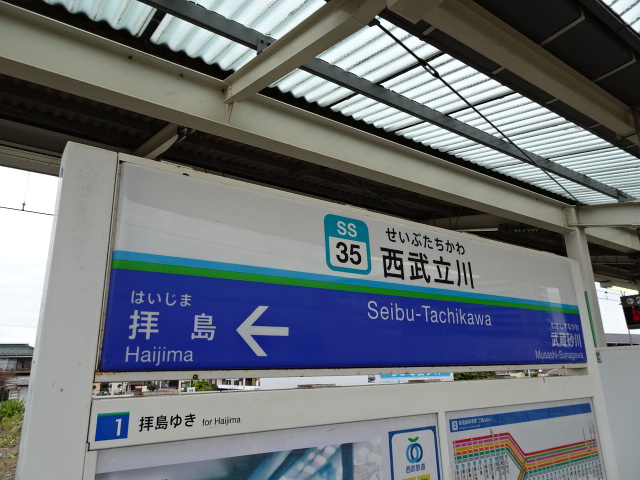 SS
35
せいぶたちかわ
西武立川
Seibu-Tachikawa
はいじま
拝島
Haijima
むさしすながわ
武蔵砂川
Musashi-Sunagawa
1 拝島ゆき for Haijima
西武鉄道